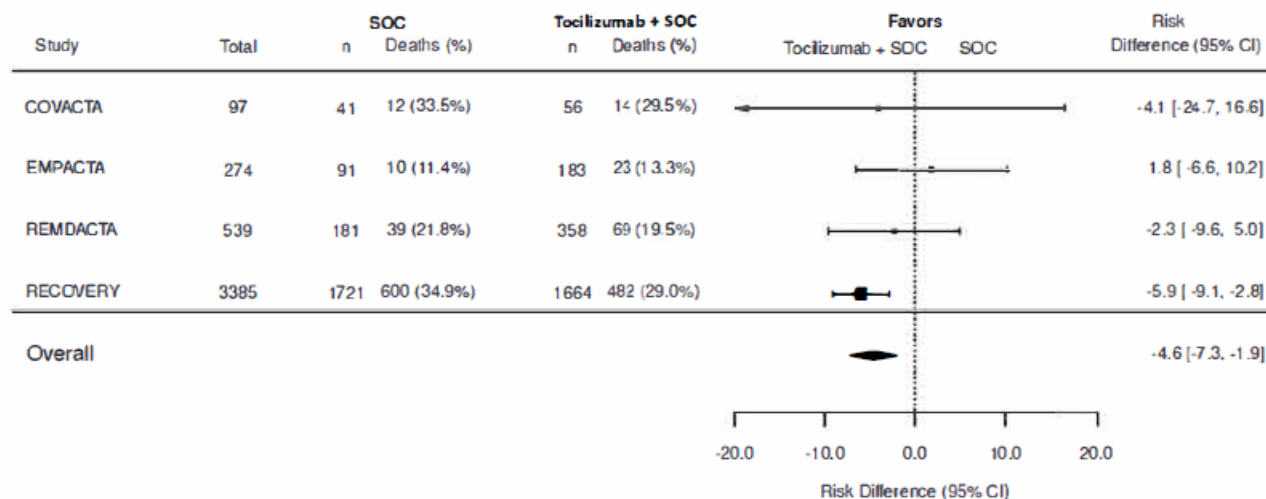 SOC Tocilizumab + SOC Favors Risk
Study Total n Deaths (%) n Deaths (%) Tocilizumab + SOC SOC Difference (95% CI)
COVACTA 97 41 12 (33.5%) 56 14 (29.5%) -4.1 [-24.7, 16.6]
EMPACTA 274 91 10 (11.4%) 183 23 (13.3%) 1.8 [ -6.6, 10.2]
REMDACTA 539 181 39 (21.8%) 358 69 (19.5%) -2.3 [ -9.6, 5.0]
RECOVERY 3385 1721 600 (34.9%) 1664 482 (29.0%) -5.9 [ -9.1, -2.8]
Overall -4.6 [-7.3, -1.9]
-20.0 -10.0 0.0 10.0 20.0
Risk Difference (95% CI)